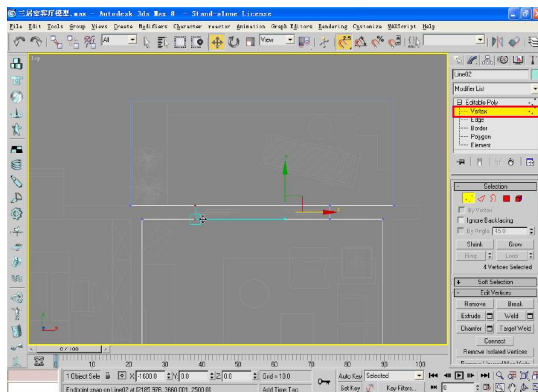 三居室客厅模型.max - Autodesk 3ds Max 8 - Stand-alone License
File Edit Tools Group Views Create Modifiers Character reactor Animation Graph Editors Rendering Customize MAXScript Help
All
View
2.5
Top
Line02
Modifier List
Editable Poly
Vertex
Edge
Border
Polygon
Element
Selection
By Vertex
Ignore Backfacing
By Angle 45.0
Shrink Grow
Ring Loop
4 Vertices Selected
Soft Selection
Edit Vertices
Remove Break
Extrude Weld
Chamfer Target Weld
Connect
Remove Isolated Vertices
0 / 100
10 20 30 40 50 60 70 80 90 100
1 Object Sele X: -1600.0 Y: 0.0 Z: 0.0 Grid = 10.0
Auto Key Selected
Add Time Tag
Set Key Key Filters...